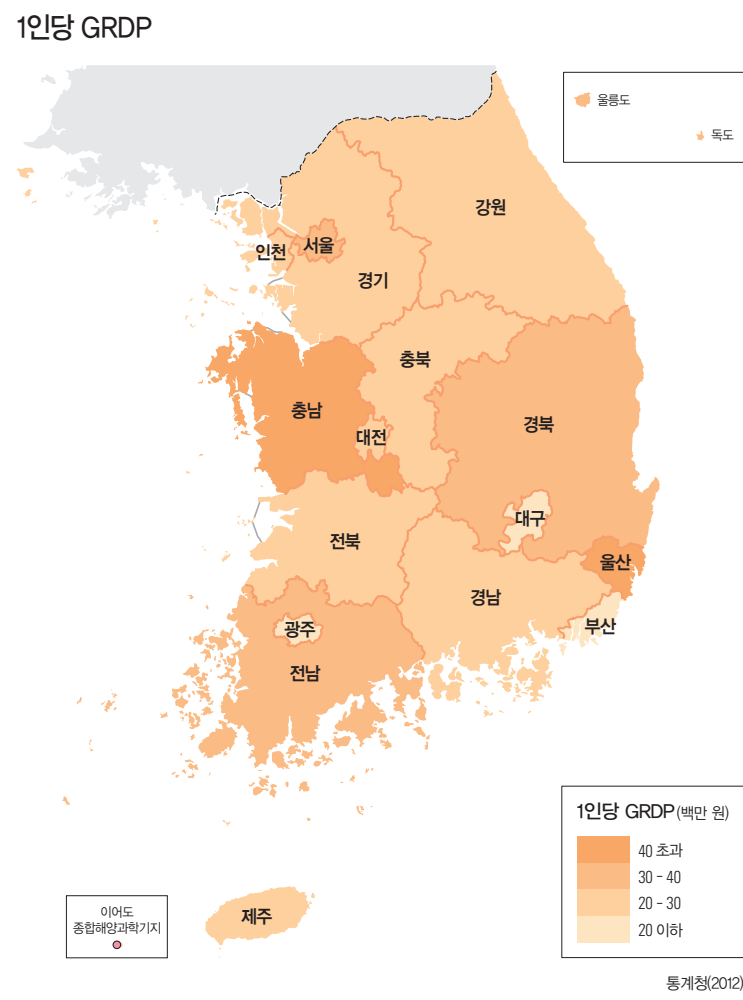 1인당 GRDP
울릉도
독도
강원
인천
서울
경기
충북
충남
대전
경북
대구
전북
울산
경남
부산
광주
전남
제주
이어도
종합해양과학기지
1인당 GRDP(백만 원)
40 초과
30 - 40
20 - 30
20 이하
통계청(2012)